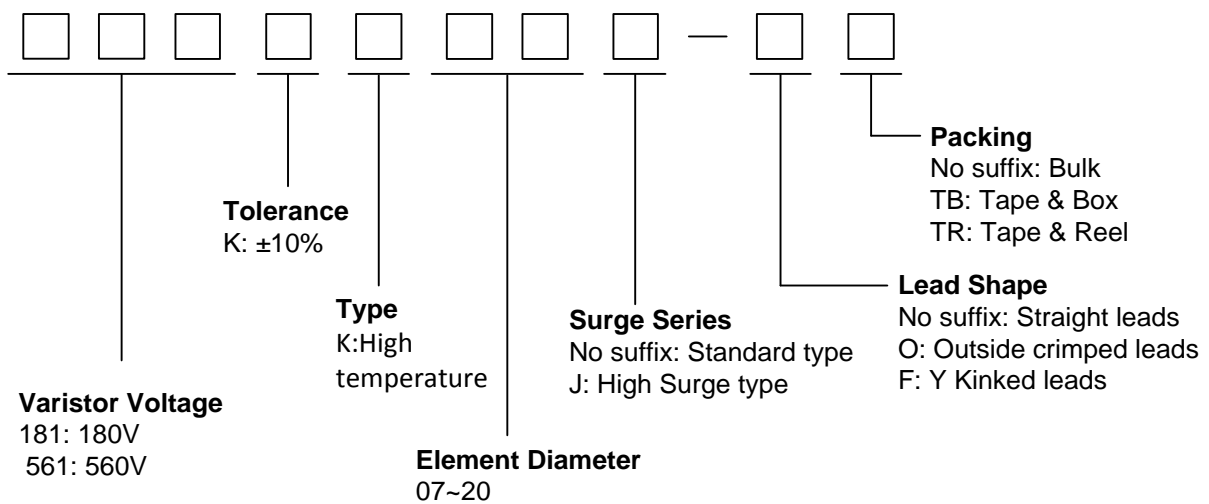 Packing
No suffix: Bulk
TB: Tape & Box
TR: Tape & Reel
Tolerance
K: ±10%
Lead Shape
No suffix: Straight leads
O: Outside crimped leads
F: Y Kinked leads
Type
K:High
temperature
Surge Series
No suffix: Standard type
J: High Surge type
Varistor Voltage
181: 180V
561: 560V
Element Diameter
07~20